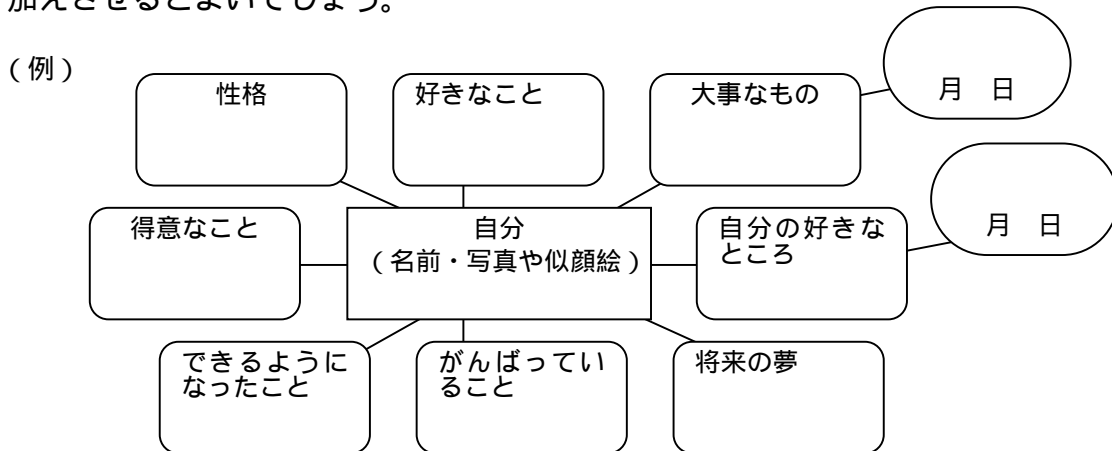 加えさせるとよいでしょう。
（例）
性格
好きなこと
大事なもの
月　日
得意なこと
自分
（名前・写真や似顔絵）
自分の好きな
ところ
月　日
できるように
なったこと
がんばってい
ること
将来の夢